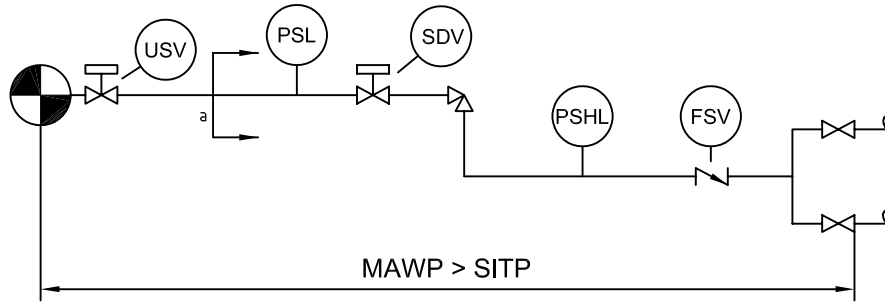 USV
PSL
SDV
a
PSHL
FSV
MAWP > SITP